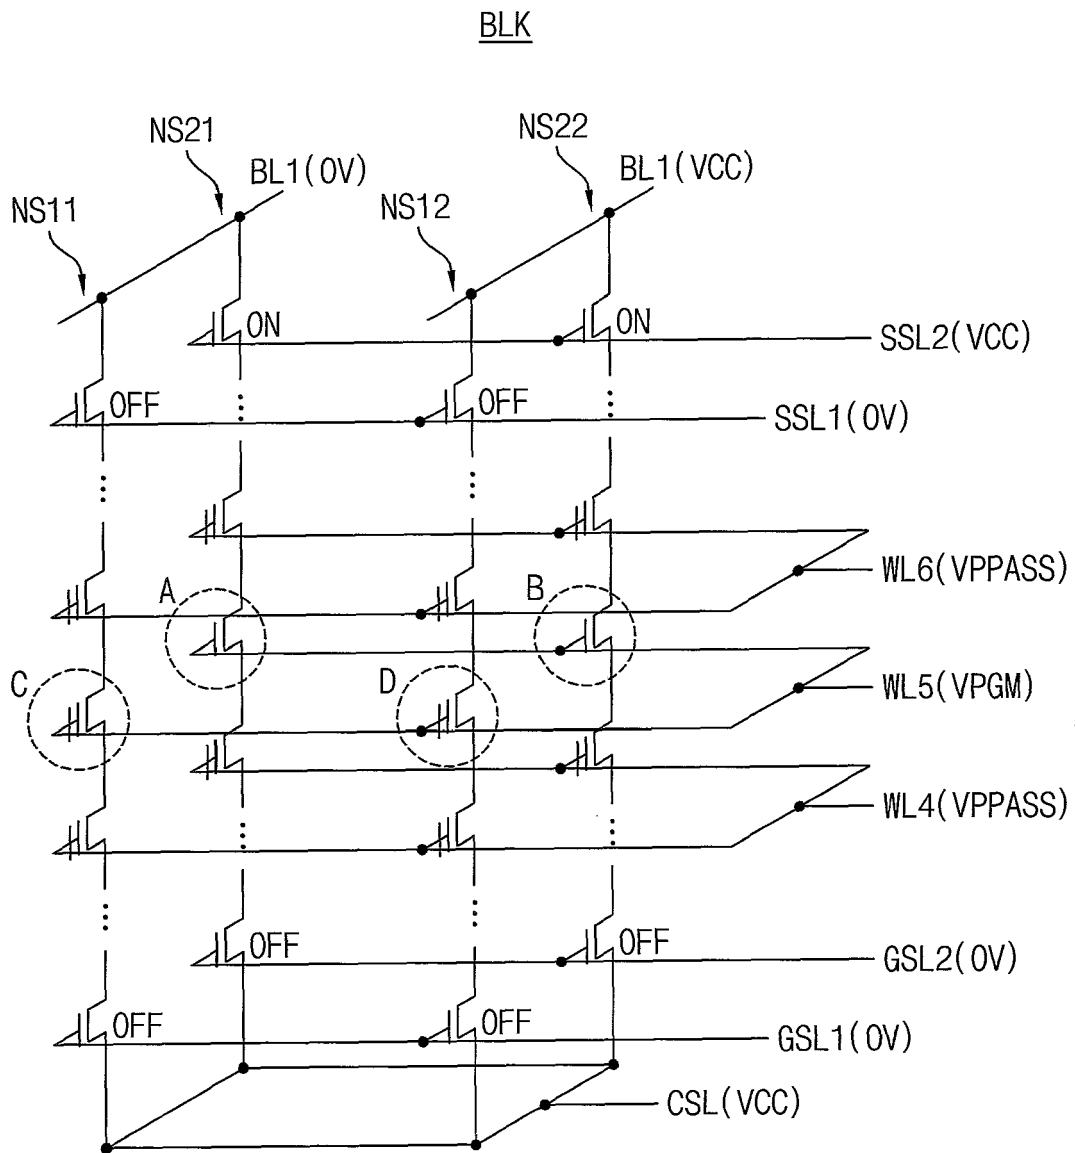 BLK
NS21
NS22
BL1(0V)
BL1(VCC)
NS11
NS12
ON
ON
SSL2(VCC)
OFF
OFF
SSL1(0V)
WL6(VPPASS)
A
B
C
D
WL5(VPGM)
WL4(VPPASS)
OFF
OFF
GSL2(0V)
OFF
OFF
GSL1(0V)
CSL(VCC)